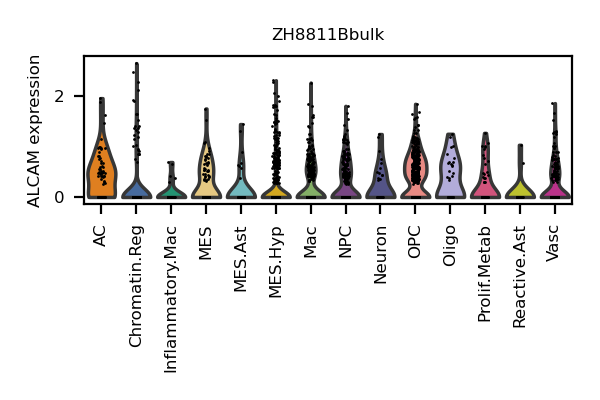 ZH8811Bbulk
ALCAM expression
2
0
AC
Chromatin.Reg
Inflammatory.Mac
MES
MES.Ast
MES.Hyp
Mac
NPC
Neuron
OPC
Oligo
Prolif.Metab
Reactive.Ast
Vasc